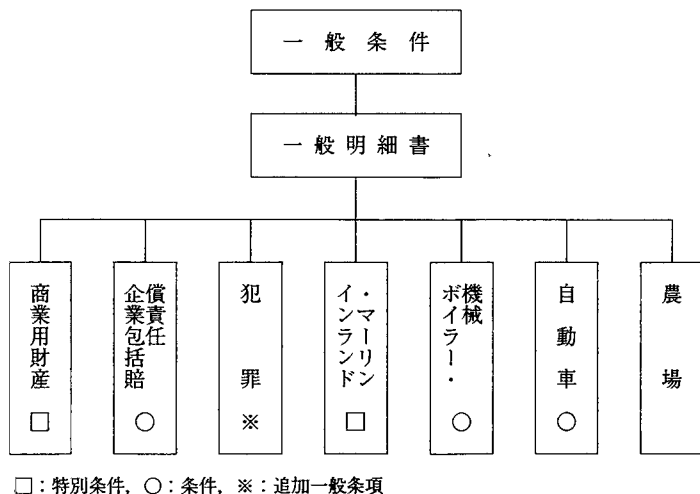 一般条件
一般明細書
商業用財産 □
企業包括賠
償責任 ○
犯罪 ※
インランド
・マーリン □
ボイラー・
機械 ○
自動車 ○
農場
□：特別条件，○：条件，※：追加一般条項